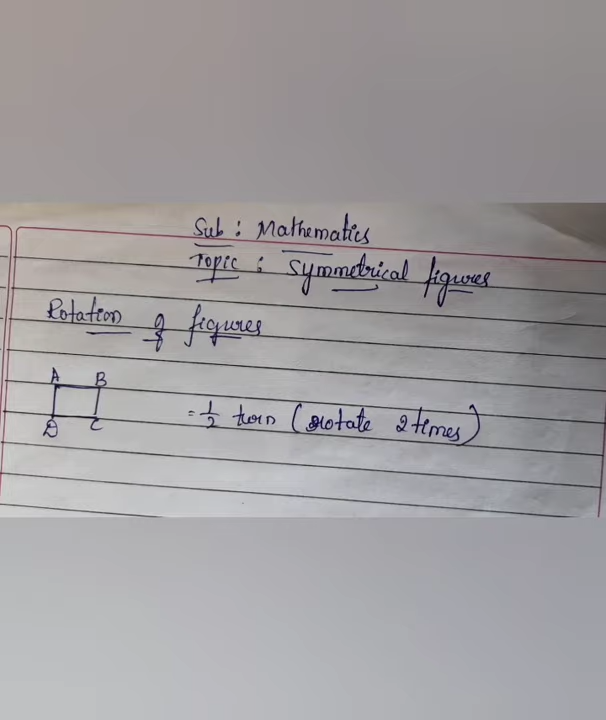 Sub : Mathematics
Topic : Symmetrical figures
Rotation of figures
A B
= 1/2 turn (rotate 2 times)
D C